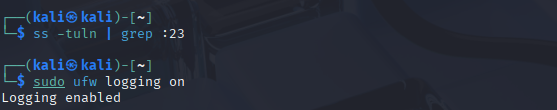 ┌──(kali㉿kali)-[~]
└─$ ss -tuln | grep :23
┌──(kali㉿kali)-[~]
└─$ sudo ufw logging on
Logging enabled